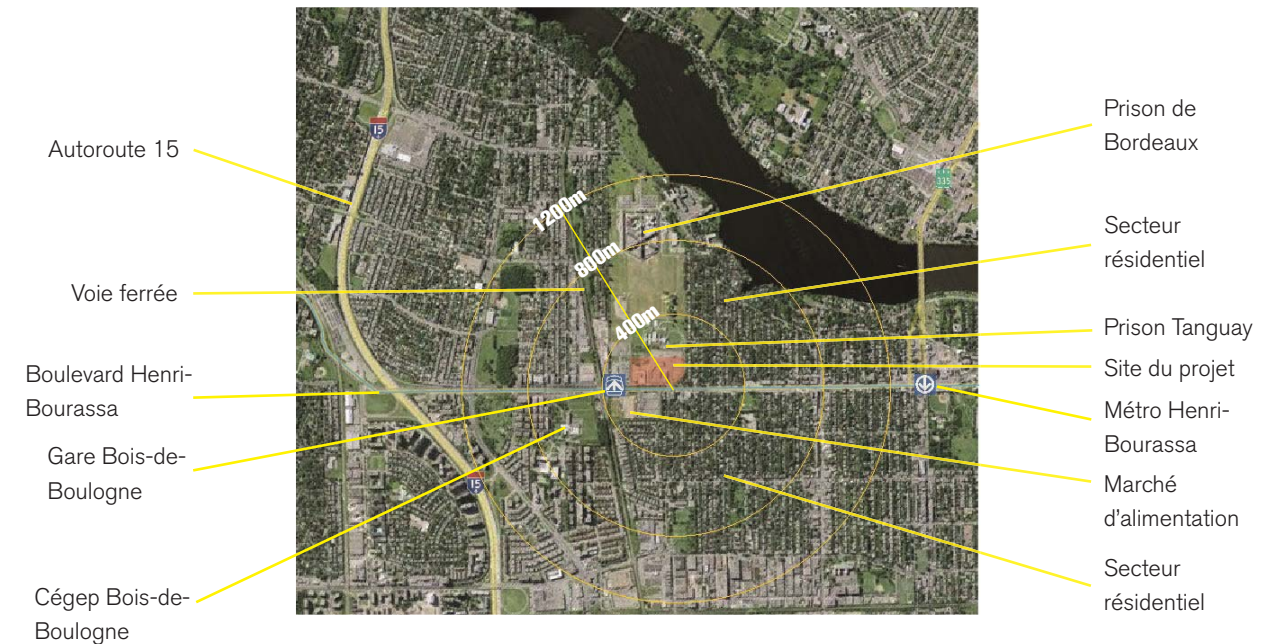 Autoroute 15
Voie ferrée
Boulevard Henri-
Bourassa
Gare Bois-de-
Boulogne
Cégep Bois-de-
Boulogne
15
15
335
1200m
800m
400m
Prison de
Bordeaux
Secteur
résidentiel
Prison Tanguay
Site du projet
Métro Henri-
Bourassa
Marché
d'alimentation
Secteur
résidentiel